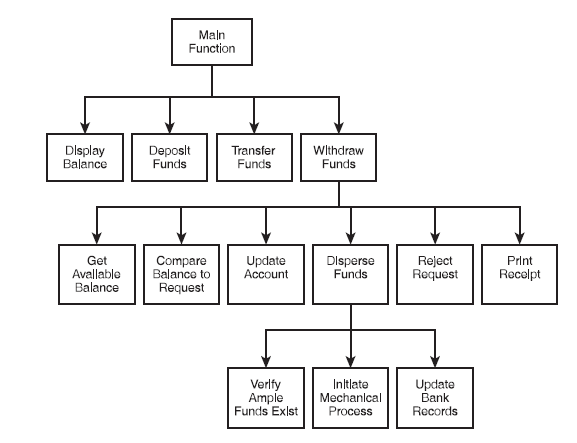 Main
Function
Display
Balance
Deposit
Funds
Transfer
Funds
Withdraw
Funds
Get
Available
Balance
Compare
Balance to
Request
Update
Account
Disperse
Funds
Reject
Request
Print
Receipt
Verify
Ample
Funds Exist
Initiate
Mechanical
Process
Update
Bank
Records